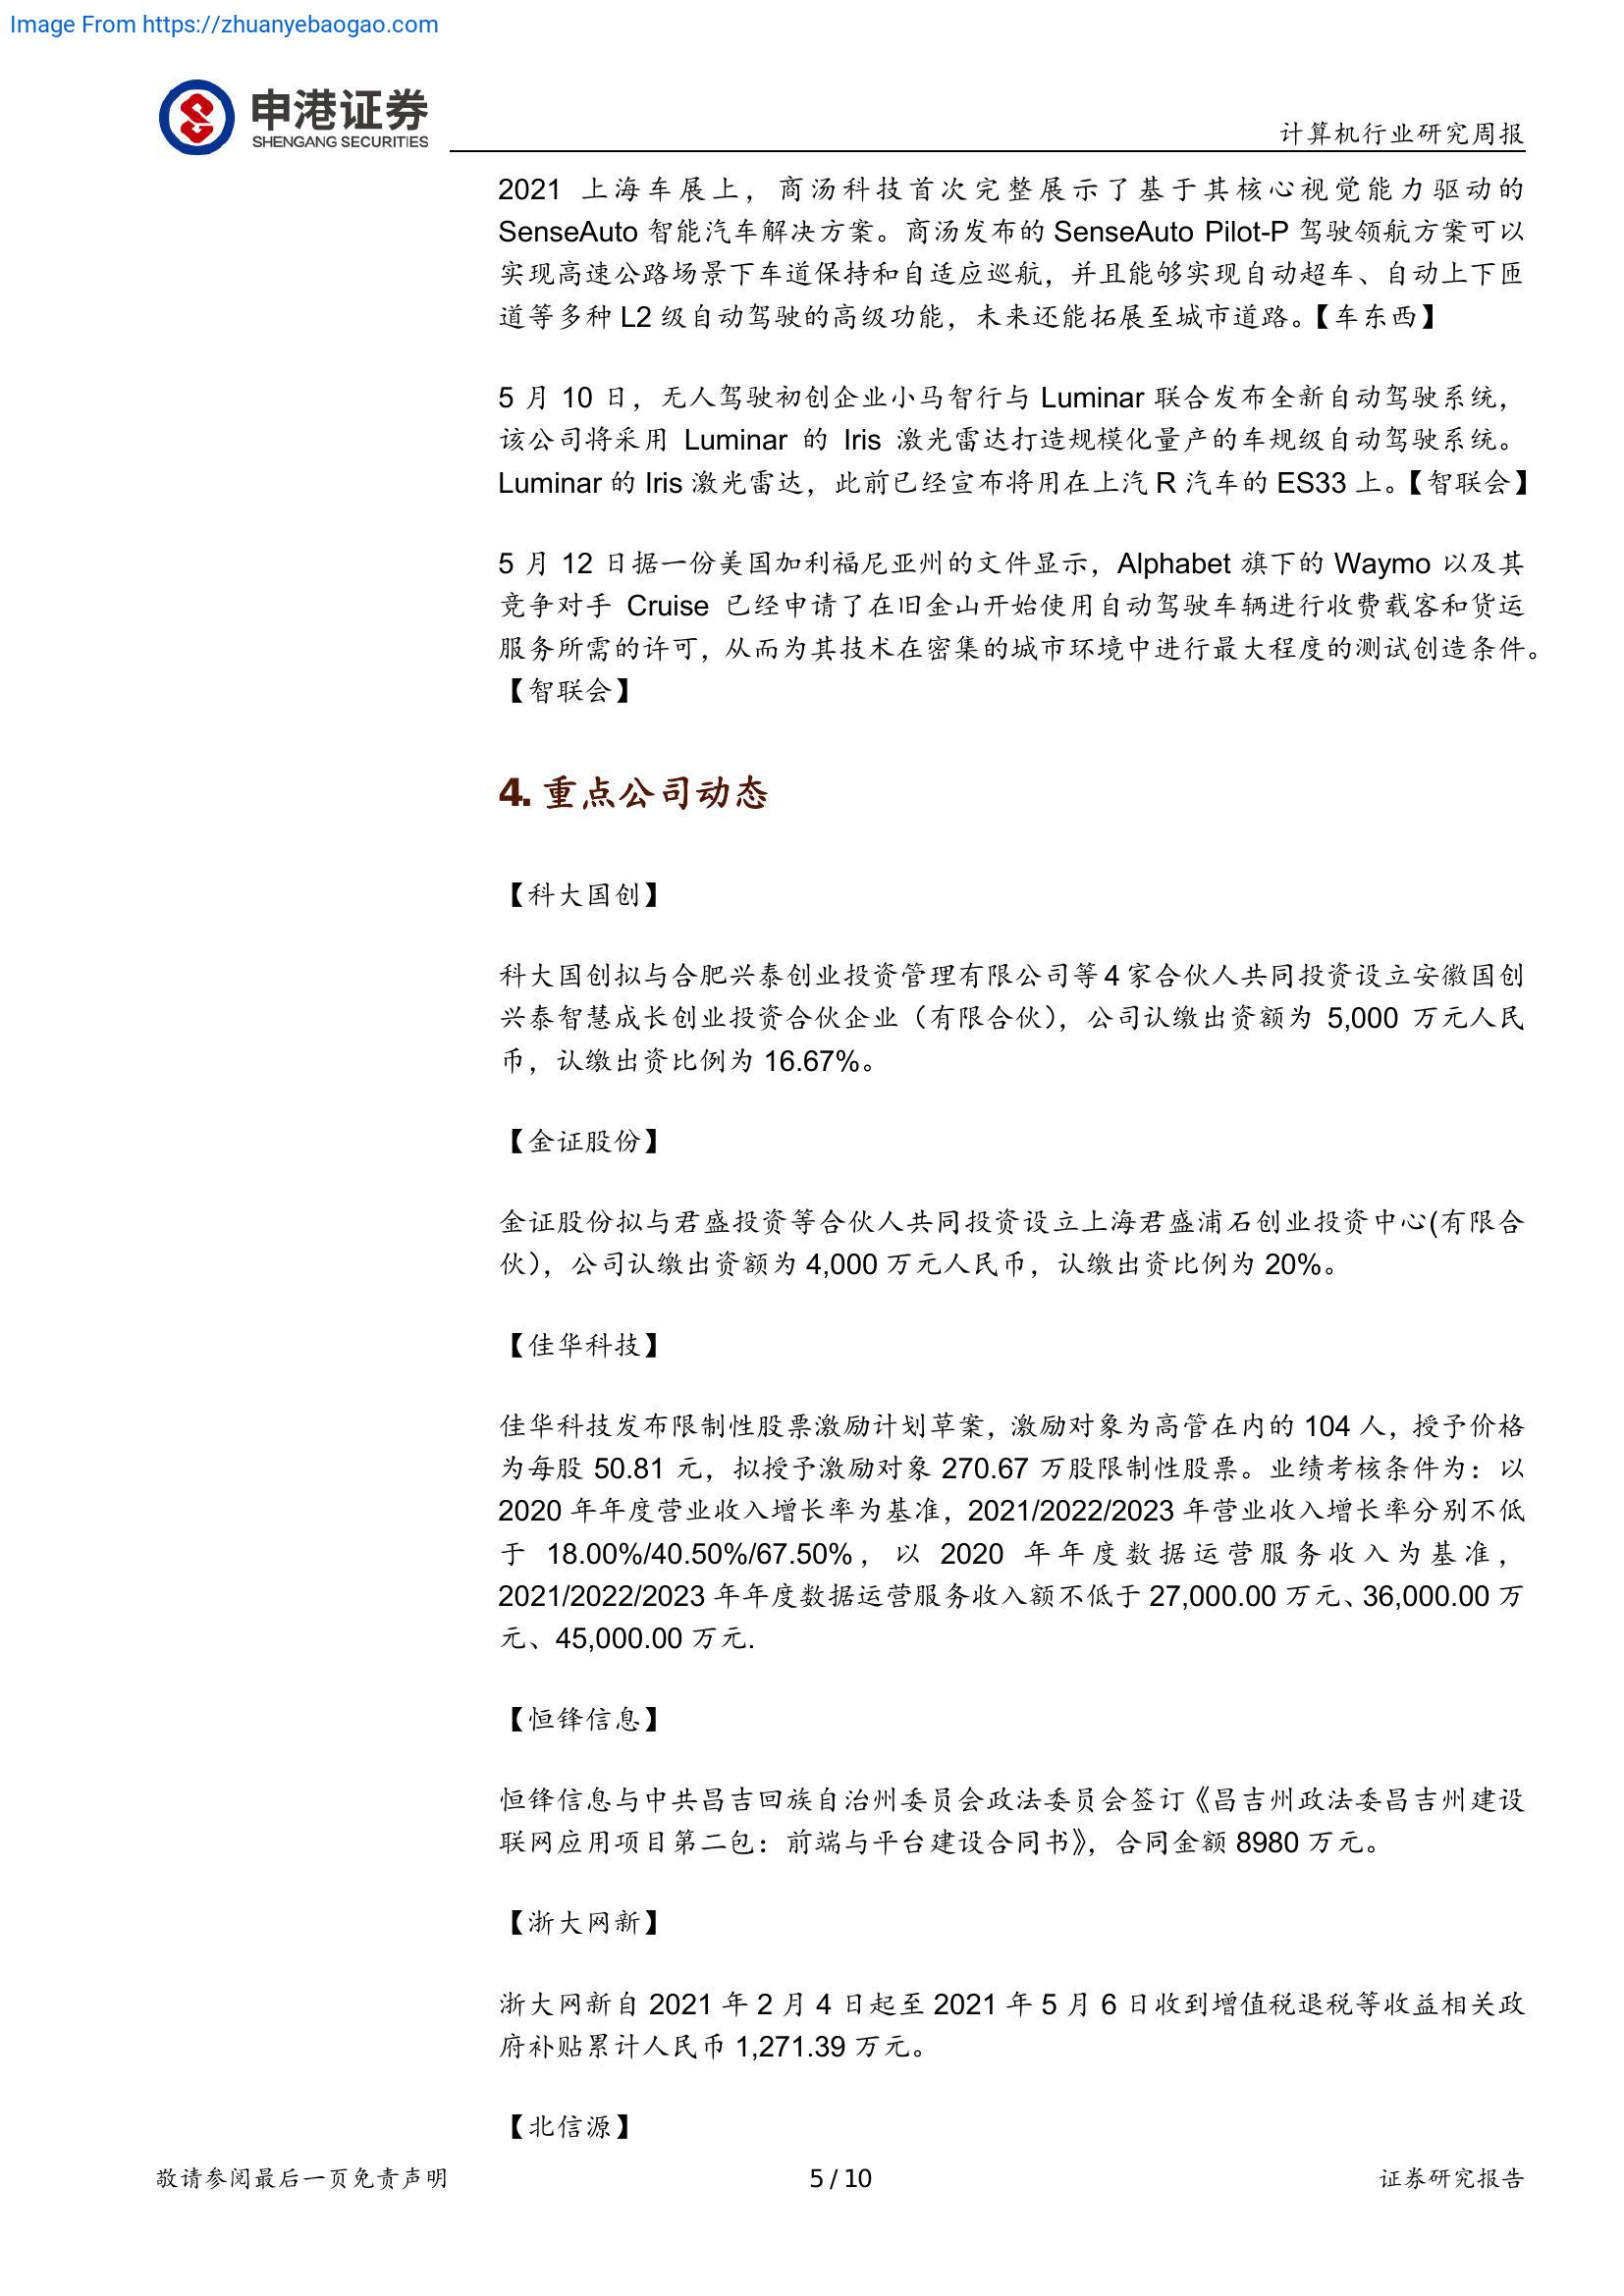 Image From https://zhuanyebaogao.com
申港证券
SHENGANG SECURITIES
计算机行业研究周报
2021 上海车展上，商汤科技首次完整展示了基于其核心视觉能力驱动的
SenseAuto 智能汽车解决方案。商汤发布的 SenseAuto Pilot-P 驾驶领航方案可以
实现高速公路场景下车道保持和自适应巡航，并且能够实现自动超车、自动上下匝
道等多种 L2 级自动驾驶的高级功能，未来还能拓展至城市道路。【车东西】
5 月 10 日，无人驾驶初创企业小马智行与 Luminar 联合发布全新自动驾驶系统，
该公司将采用 Luminar 的 Iris 激光雷达打造规模化量产的车规级自动驾驶系统。
Luminar 的 Iris 激光雷达，此前已经宣布将用在上汽 R 汽车的 ES33 上。【智联会】
5 月 12 日据一份美国加利福尼亚州的文件显示，Alphabet 旗下的 Waymo 以及其
竞争对手 Cruise 已经申请了在旧金山开始使用自动驾驶车辆进行收费载客和货运
服务所需的许可，从而为其技术在密集的城市环境中进行最大程度的测试创造条件。
【智联会】
4. 重点公司动态
【科大国创】
科大国创拟与合肥兴泰创业投资管理有限公司等 4 家合伙人共同投资设立安徽国创
兴泰智慧成长创业投资合伙企业（有限合伙），公司认缴出资额为 5,000 万元人民
币，认缴出资比例为 16.67%。
【金证股份】
金证股份拟与君盛投资等合伙人共同投资设立上海君盛浦石创业投资中心(有限合
伙)，公司认缴出资额为 4,000 万元人民币，认缴出资比例为 20%。
【佳华科技】
佳华科技发布限制性股票激励计划草案，激励对象为高管在内的 104 人，授予价格
为每股 50.81 元，拟授予激励对象 270.67 万股限制性股票。业绩考核条件为：以
2020 年年度营业收入增长率为基准，2021/2022/2023 年营业收入增长率分别不低
于 18.00%/40.50%/67.50%，以 2020 年年度数据运营服务收入为基准，
2021/2022/2023 年年度数据运营服务收入额不低于 27,000.00 万元、36,000.00 万
元、45,000.00 万元.
【恒锋信息】
恒锋信息与中共昌吉回族自治州委员会政法委员会签订《昌吉州政法委昌吉州建设
联网应用项目第二包：前端与平台建设合同书》，合同金额 8980 万元。
【浙大网新】
浙大网新自 2021 年 2 月 4 日起至 2021 年 5 月 6 日收到增值税退税等收益相关政
府补贴累计人民币 1,271.39 万元。
【北信源】
敬请参阅最后一页免责声明
5 / 10
证券研究报告